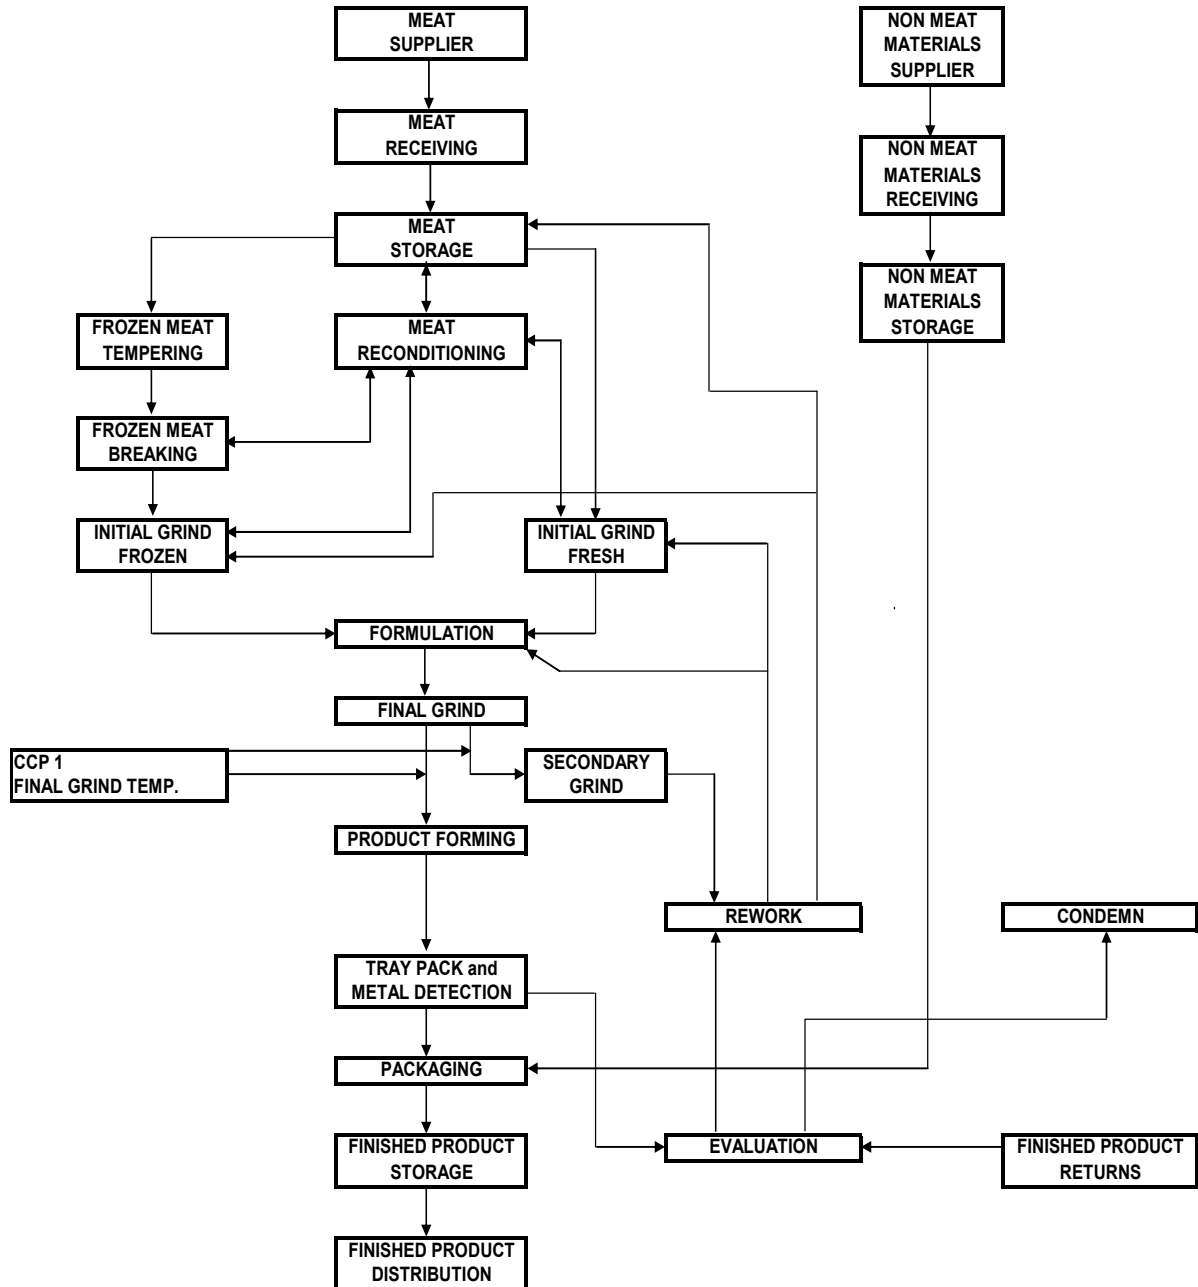 MEAT
SUPPLIER
NON MEAT
MATERIALS
SUPPLIER
MEAT
RECEIVING
NON MEAT
MATERIALS
RECEIVING
MEAT
STORAGE
NON MEAT
MATERIALS
STORAGE
FROZEN MEAT
TEMPERING
MEAT
RECONDITIONING
FROZEN MEAT
BREAKING
INITIAL GRIND
FROZEN
INITIAL GRIND
FRESH
FORMULATION
FINAL GRIND
CCP 1
FINAL GRIND TEMP.
SECONDARY
GRIND
PRODUCT FORMING
REWORK
CONDEMN
TRAY PACK and
METAL DETECTION
PACKAGING
FINISHED PRODUCT
STORAGE
EVALUATION
FINISHED PRODUCT
RETURNS
FINISHED PRODUCT
DISTRIBUTION